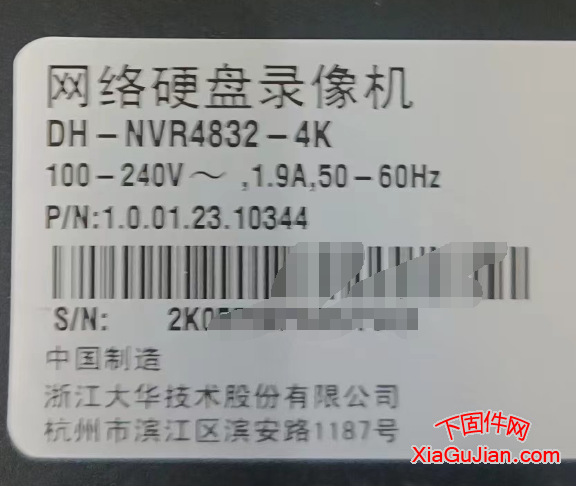 网络硬盘录像机
DH-NVR4832-4K
100-240V～,1.9A,50-60Hz
P/N:1.0.01.23.10344
S/N:
中国制造
浙江大华技术股份有限公司
杭州市滨江区滨安路1187号
下固件网
XiaGuJian.com